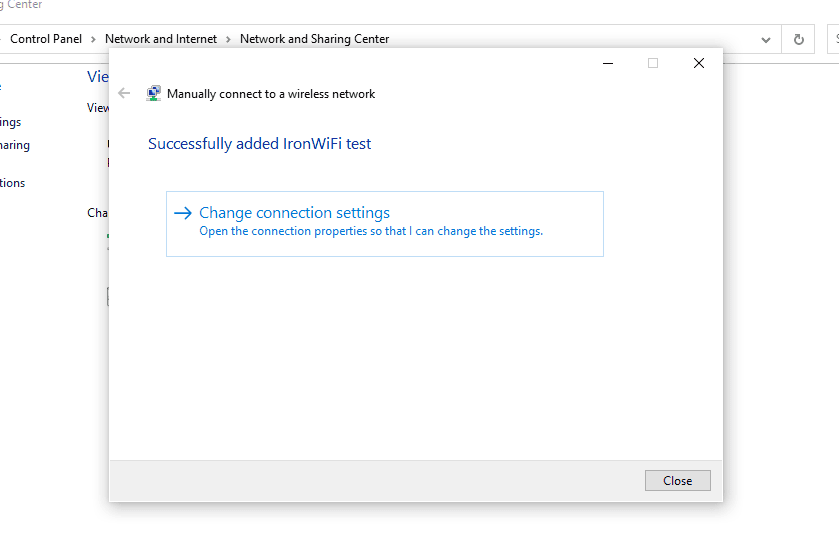 g Center
Control Panel > Network and Internet > Network and Sharing Center
Manually connect to a wireless network
Successfully added IronWiFi test
Change connection settings
Open the connection properties so that I can change the settings.
Vie
View
ings
haring
tions
Cha
Close